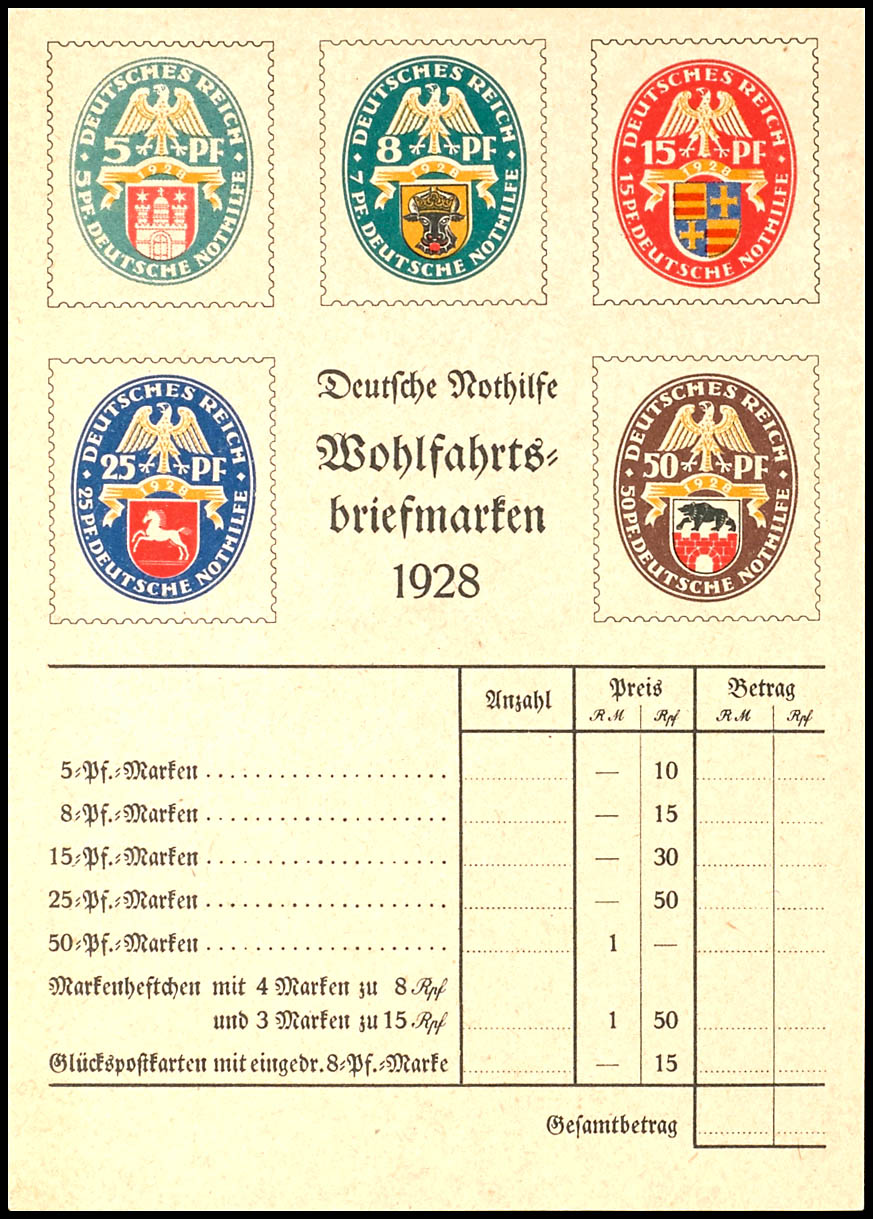 DEUTSCHES REICH
5 PF
1928
5 PF. DEUTSCHE NOTHILFE
DEUTSCHES REICH
8 PF
1928
7 PF. DEUTSCHE NOTHILFE
DEUTSCHES REICH
15 PF
1928
15 PF. DEUTSCHE NOTHILFE
DEUTSCHES REICH
25 PF
1928
25 PF. DEUTSCHE NOTHILFE
Deutſche Nothilfe
Wohlfahrts-
briefmarken
1928
DEUTSCHES REICH
50 PF
1928
50 PF. DEUTSCHE NOTHILFE
Anzahl Preis Betrag
RM Rpf RM Rpf
5-Pf.-Marken . . . . . . . . . . . . . . . . . . . . — 10
8-Pf.-Marken . . . . . . . . . . . . . . . . . . . . — 15
15-Pf.-Marken . . . . . . . . . . . . . . . . . . . . — 30
25-Pf.-Marken . . . . . . . . . . . . . . . . . . . . — 50
50-Pf.-Marken . . . . . . . . . . . . . . . . . . . . 1 —
Markenheftchen mit 4 Marken zu 8 Rpf
und 3 Marken zu 15 Rpf 1 50
Glückspoſtkarten mit eingedr. 8-Pf.-Marke — 15
Geſamtbetrag